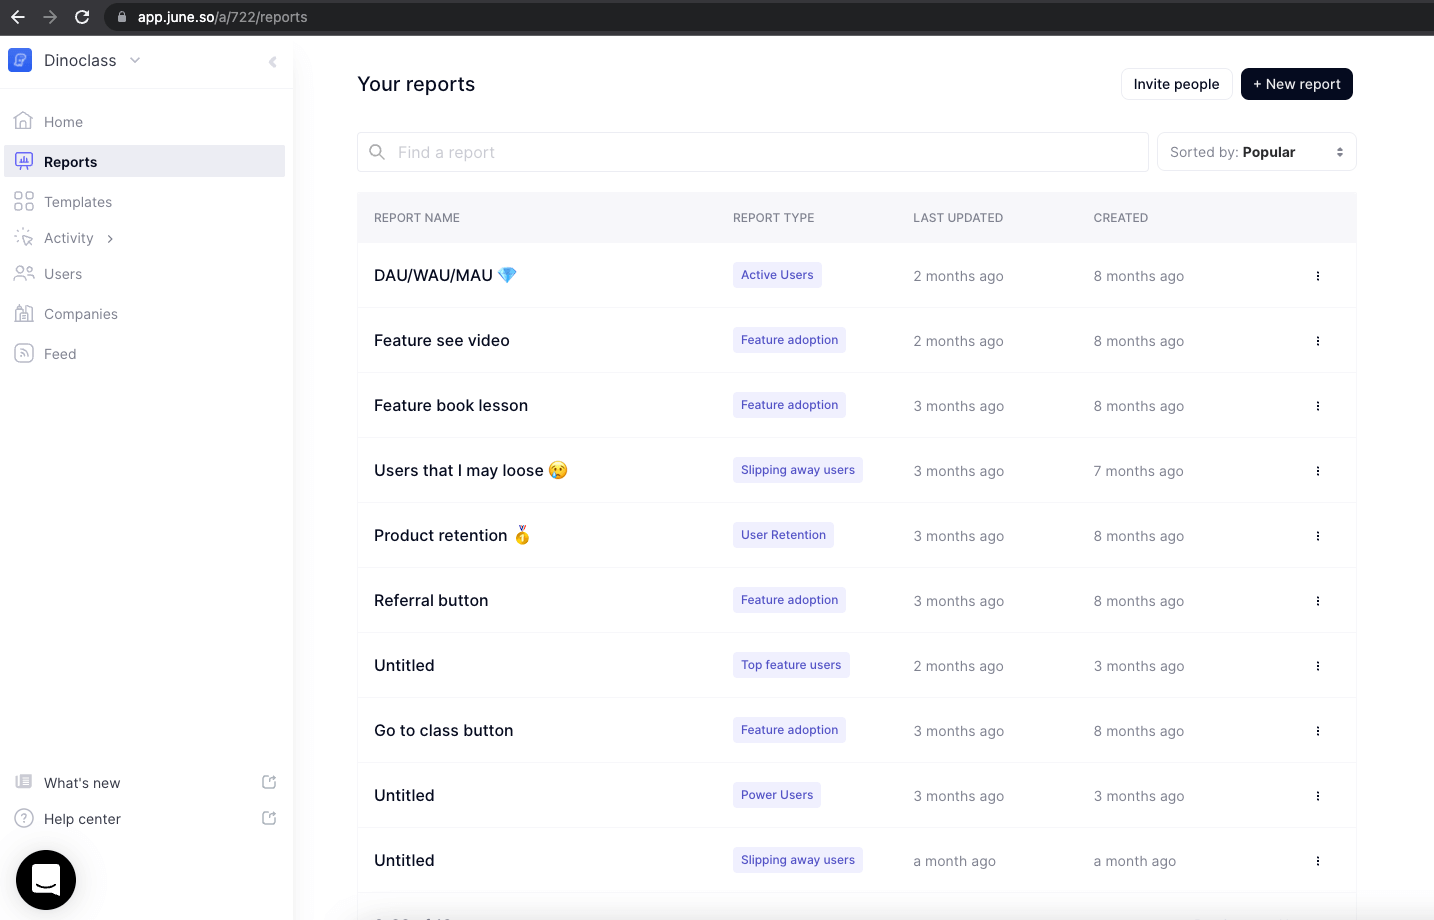 app.june.so/a/722/reports
Dinoclass
Your reports
Invite people
+ New report
Home
Reports
Templates
Activity
Users
Companies
Feed
Find a report
Sorted by: Popular
REPORT NAME REPORT TYPE LAST UPDATED CREATED
DAU/WAU/MAU 💎 Active Users 2 months ago 8 months ago
Feature see video Feature adoption 2 months ago 8 months ago
Feature book lesson Feature adoption 3 months ago 8 months ago
Users that I may loose 😢 Slipping away users 3 months ago 7 months ago
Product retention 🏅 User Retention 3 months ago 8 months ago
Referral button Feature adoption 3 months ago 8 months ago
Untitled Top feature users 2 months ago 3 months ago
Go to class button Feature adoption 3 months ago 8 months ago
Untitled Power Users 3 months ago 3 months ago
Untitled Slipping away users a month ago a month ago
What's new
Help center